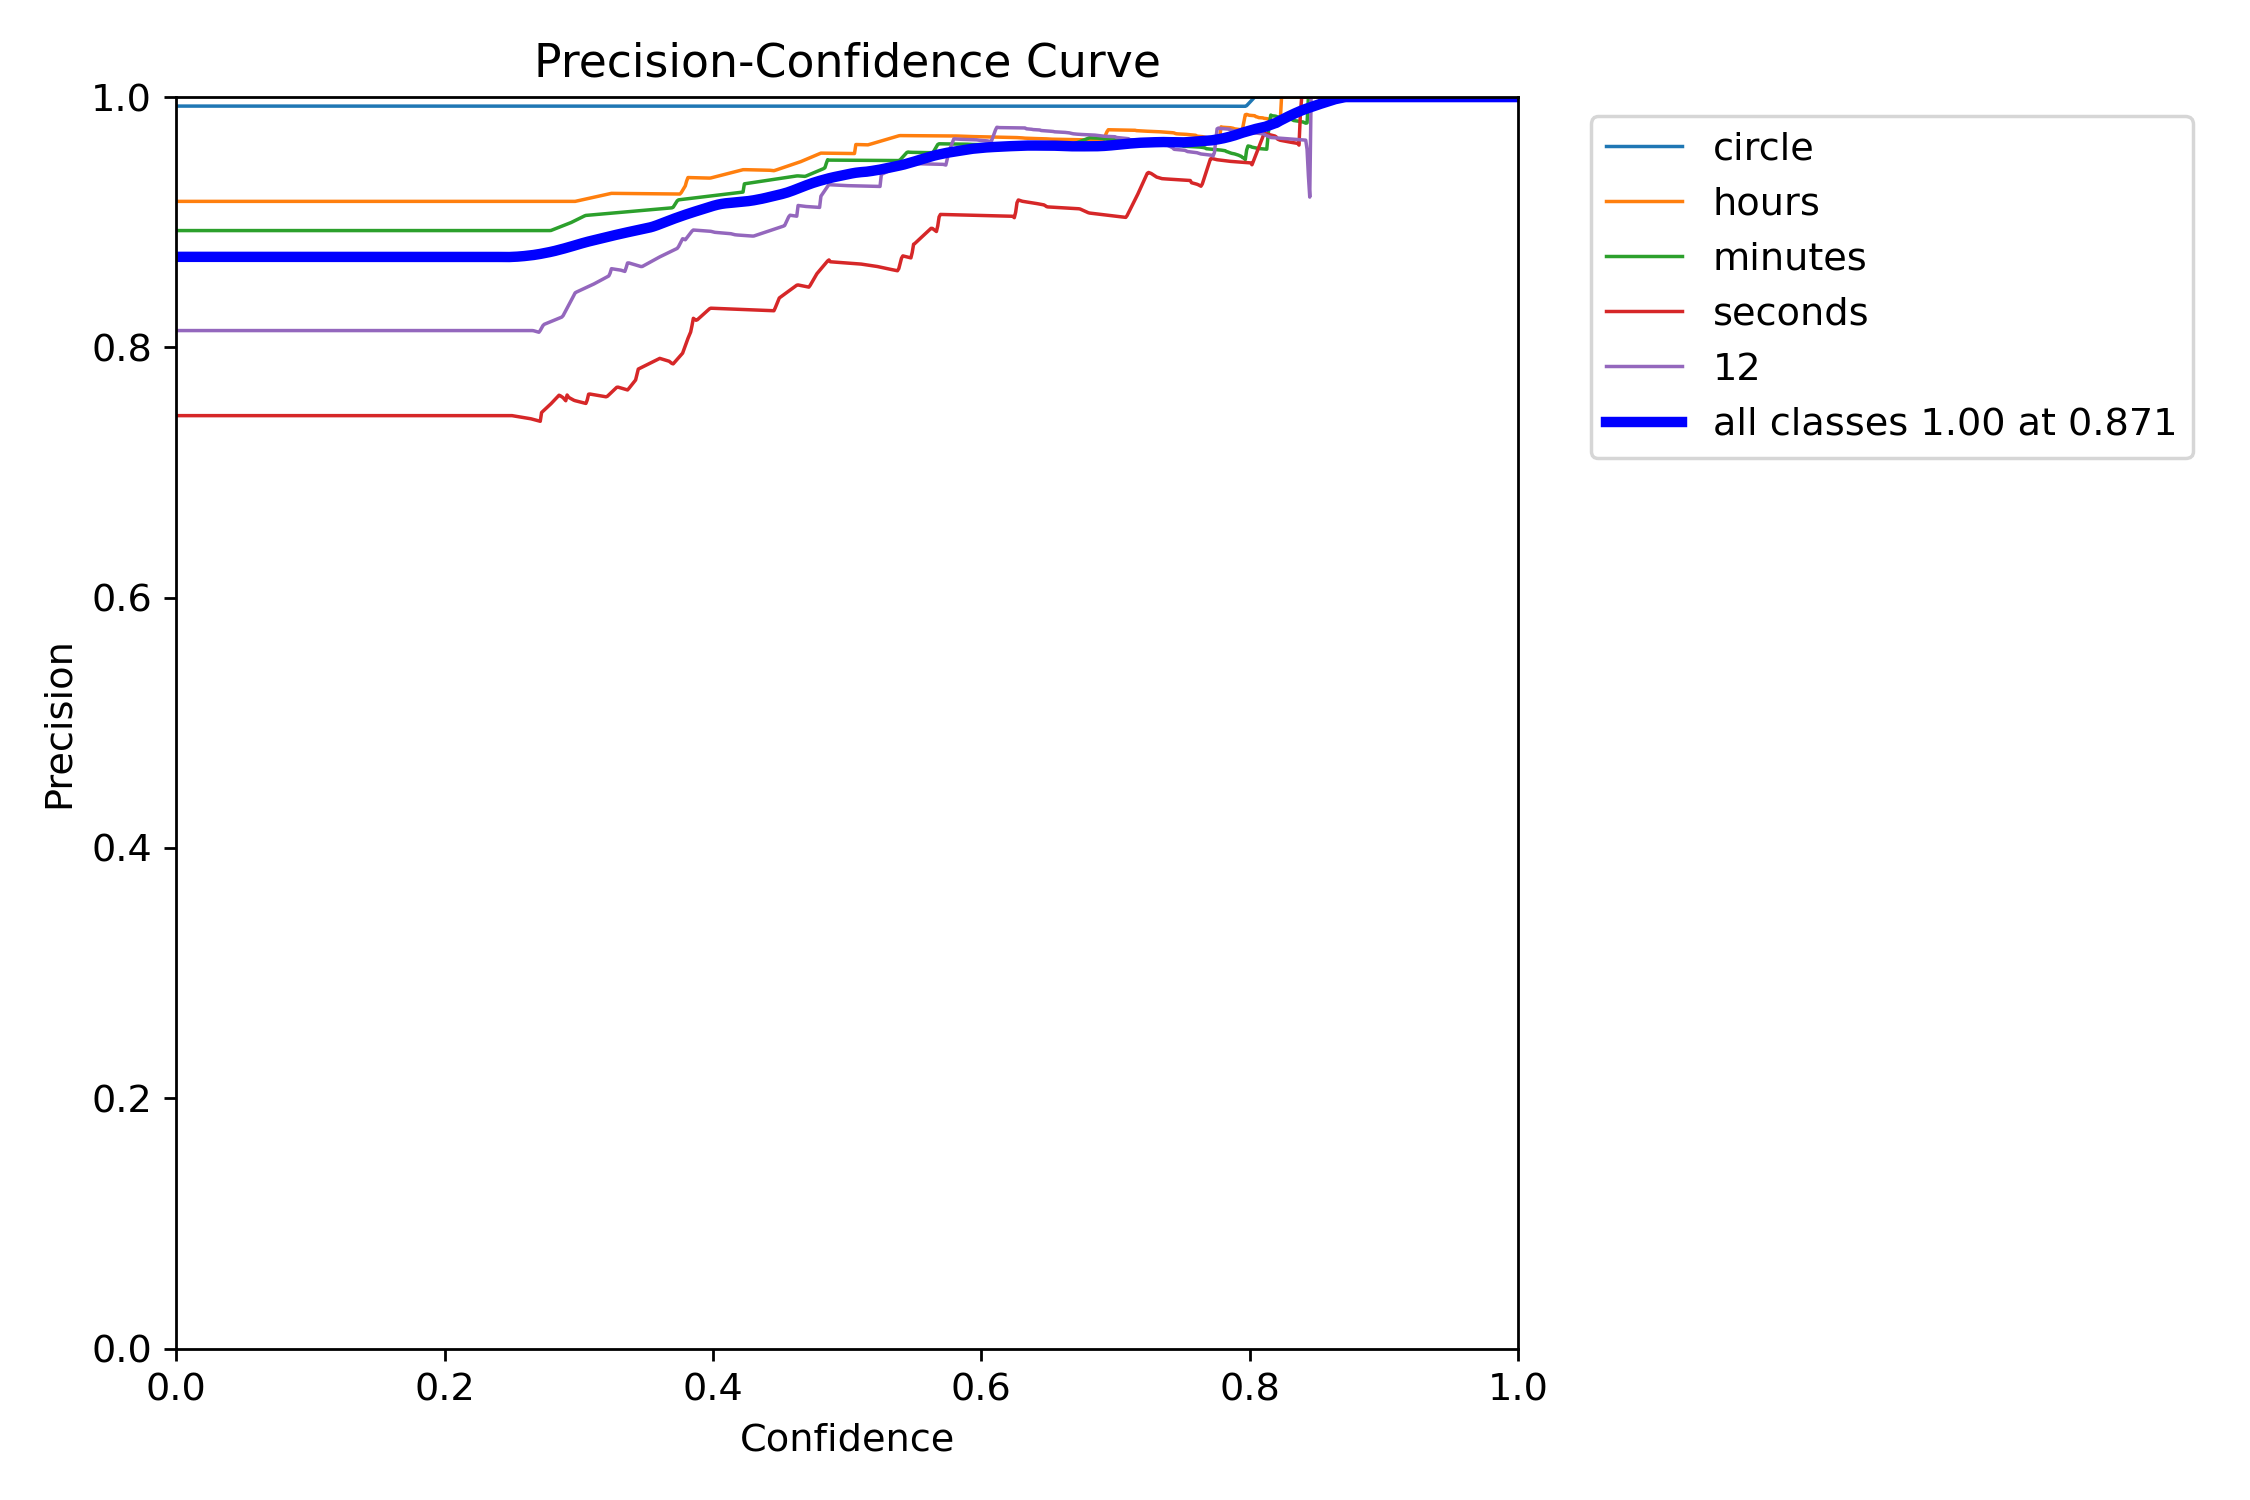 Precision-Confidence Curve
1.0
0.8
0.6
0.4
0.2
0.0
Precision
0.0 0.2 0.4 0.6 0.8 1.0
Confidence
circle
hours
minutes
seconds
12
all classes 1.00 at 0.871